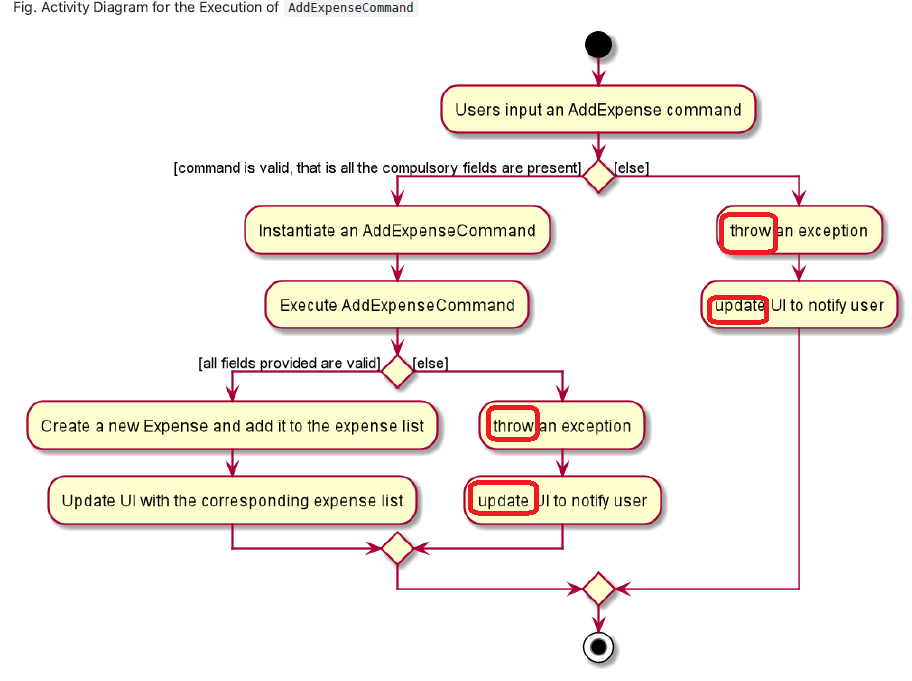 Fig. Activity Diagram for the Execution of AddExpenseCommand
Users input an AddExpense command
[command is valid, that is all the compulsory fields are present] [else]
Instantiate an AddExpenseCommand
throw an exception
Execute AddExpenseCommand
update UI to notify user
[all fields provided are valid] [else]
Create a new Expense and add it to the expense list
throw an exception
Update UI with the corresponding expense list
update UI to notify user